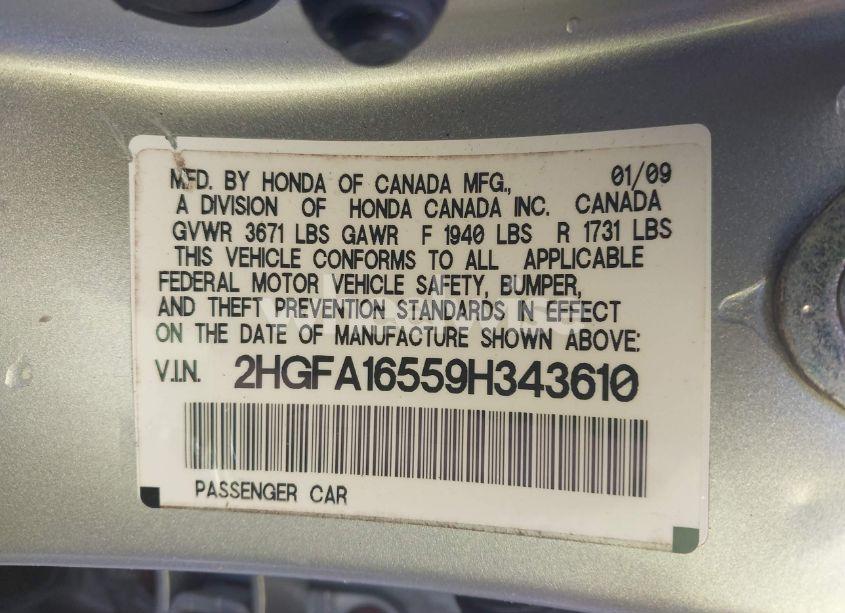 MFD. BY HONDA OF CANADA MFG., 01/09
A DIVISION OF HONDA CANADA INC. CANADA
GVWR 3671 LBS GAWR F 1940 LBS R 1731 LBS
THIS VEHICLE CONFORMS TO ALL APPLICABLE
FEDERAL MOTOR VEHICLE SAFETY, BUMPER,
AND THEFT PREVENTION STANDARDS IN EFFECT
ON THE DATE OF MANUFACTURE SHOWN ABOVE:
V.I.N. 2HGFA16559H343610
PASSENGER CAR